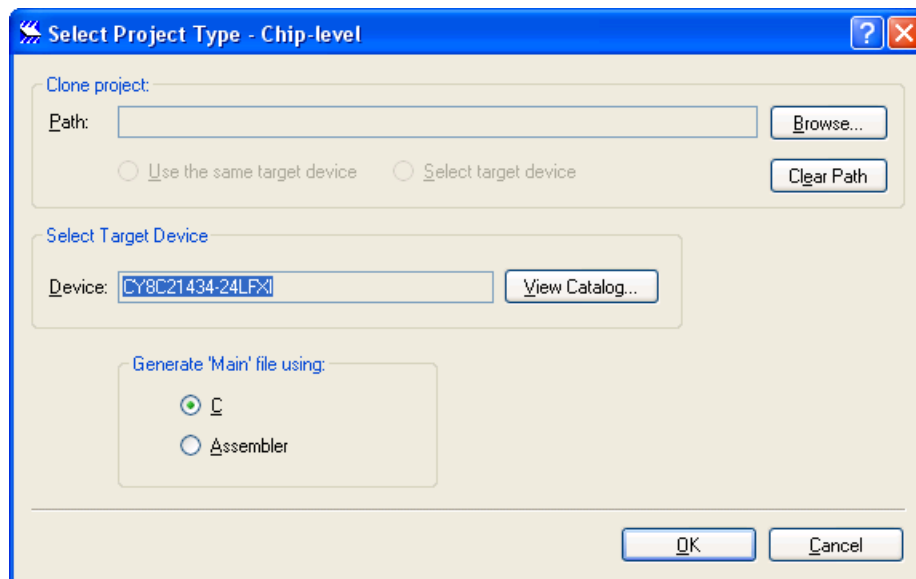 Select Project Type - Chip-level
Clone project:
Path:
Browse...
Use the same target device
Select target device
Clear Path
Select Target Device
Device: CY8C21434-24LFXI View Catalog...
Generate 'Main' file using:
C
Assembler
OK Cancel